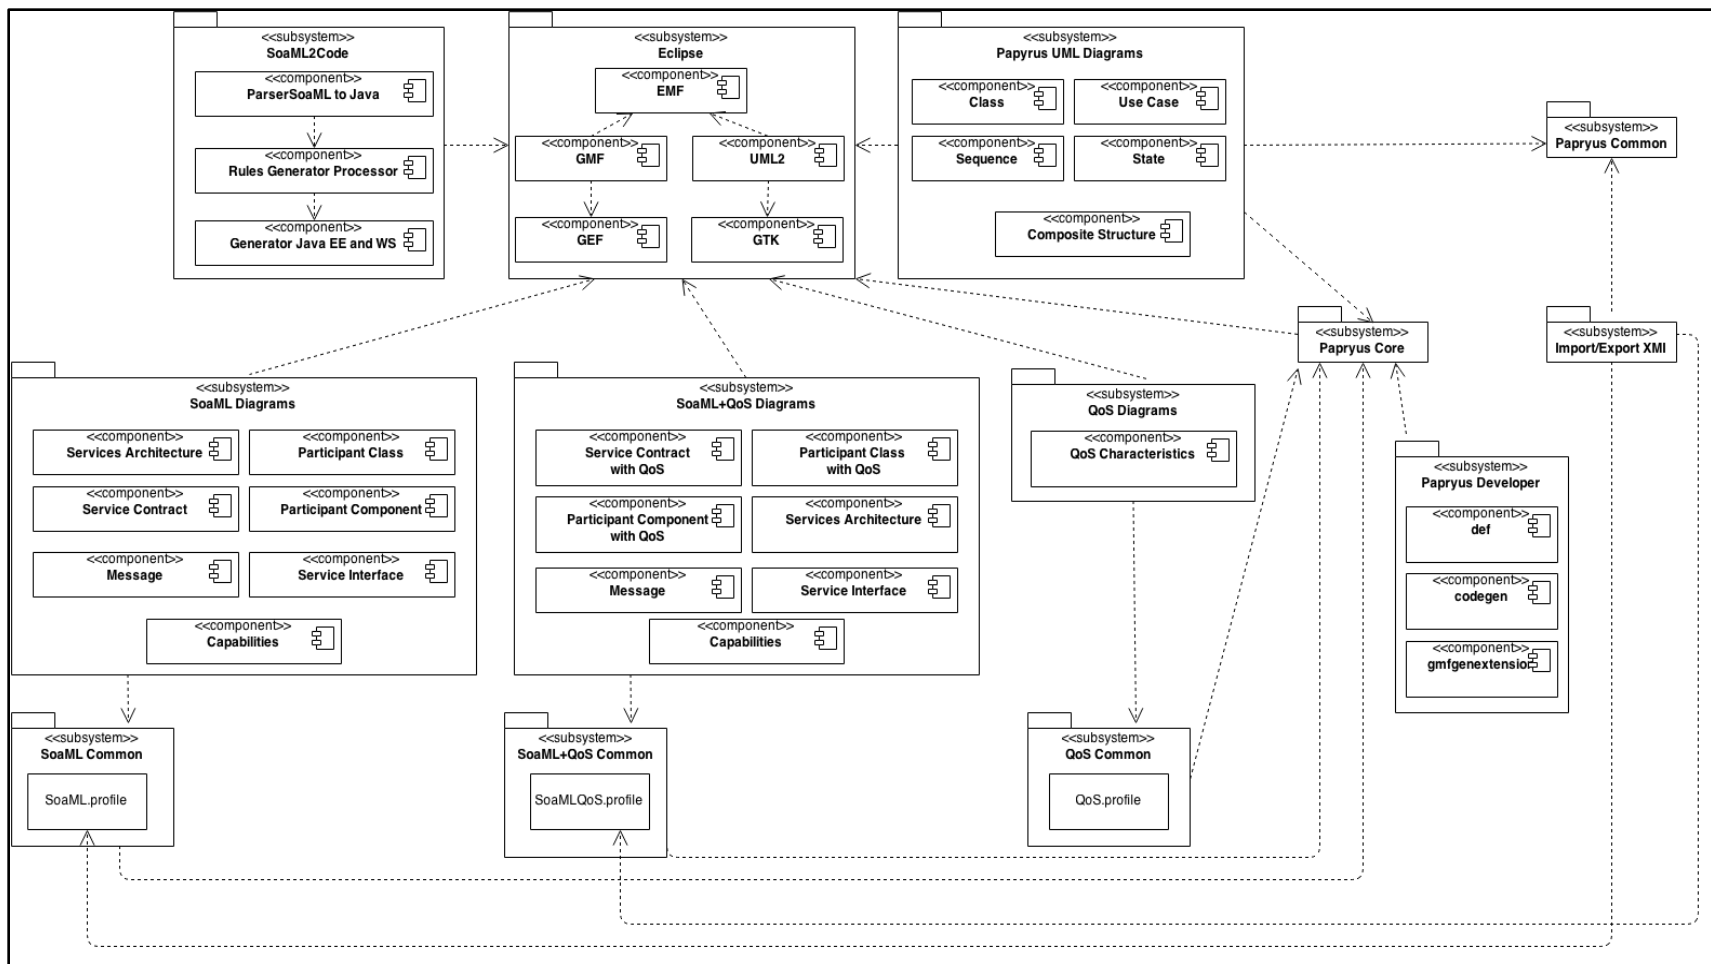 <<subsystem>>
SoaML2Code
<<component>>
ParserSoaML to Java
<<component>>
Rules Generator Processor
<<component>>
Generator Java EE and WS
<<subsystem>>
Eclipse
<<component>>
EMF
<<component>>
GMF
<<component>>
UML2
<<component>>
GEF
<<component>>
GTK
<<subsystem>>
Papyrus UML Diagrams
<<component>>
Class
<<component>>
Use Case
<<component>>
Sequence
<<component>>
State
<<component>>
Composite Structure
<<subsystem>>
Papryus Common
<<subsystem>>
Papryus Core
<<subsystem>>
Import/Export XMI
<<subsystem>>
SoaML Diagrams
<<component>>
Services Architecture
<<component>>
Participant Class
<<component>>
Service Contract
<<component>>
Participant Component
<<component>>
Message
<<component>>
Service Interface
<<component>>
Capabilities
<<subsystem>>
SoaML+QoS Diagrams
<<component>>
Service Contract
with QoS
<<component>>
Participant Class
with QoS
<<component>>
Participant Component
with QoS
<<component>>
Services Architecture
<<component>>
Message
<<component>>
Service Interface
<<component>>
Capabilities
<<subsystem>>
QoS Diagrams
<<component>>
QoS Characteristics
<<subsystem>>
Papryus Developer
<<component>>
def
<<component>>
codegen
<<component>>
gmfgenextension
<<subsystem>>
SoaML Common
SoaML.profile
<<subsystem>>
SoaML+QoS Common
SoaMLQoS.profile
<<subsystem>>
QoS Common
QoS.profile